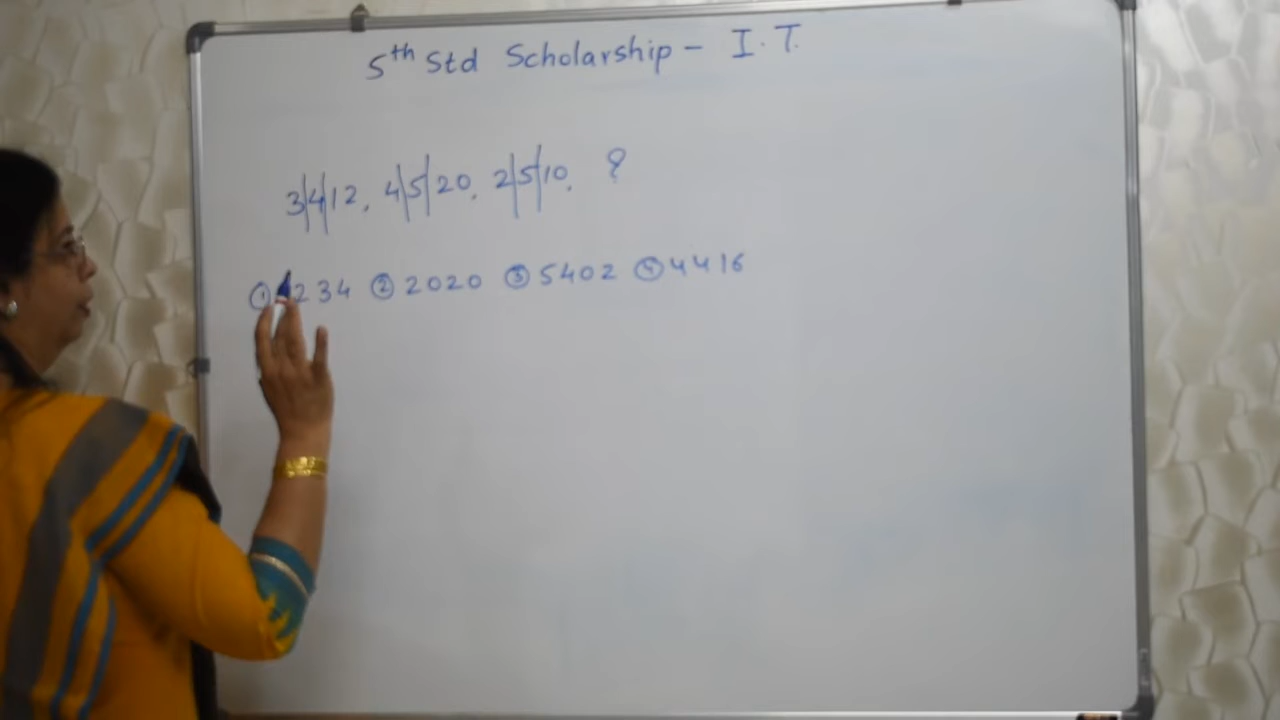 5th Std Scholarship - I.T.
3|4|12, 4|5|20, 2|5|10, ?
① 1234 ② 2020 ③ 5402 ④ 4416